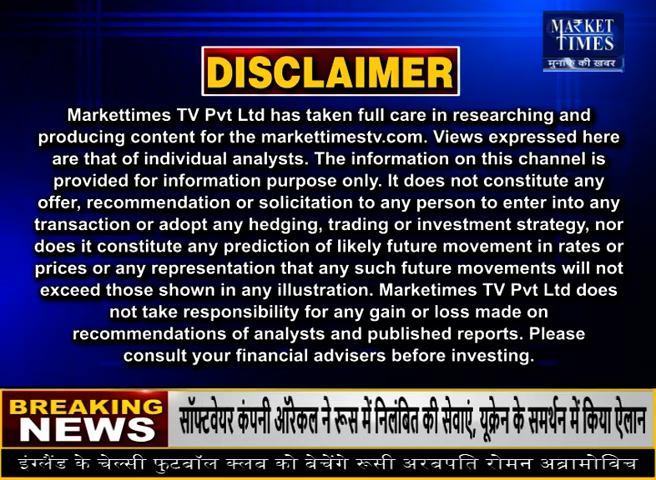 MARKET
TIMES
मुनाफे की ख़बर
DISCLAIMER
Markettimes TV Pvt Ltd has taken full care in researching and
producing content for the markettimestv.com. Views expressed here
are that of individual analysts. The information on this channel is
provided for information purpose only. It does not constitute any
offer, recommendation or solicitation to any person to enter into any
transaction or adopt any hedging, trading or investment strategy, nor
does it constitute any prediction of likely future movement in rates or
prices or any representation that any such future movements will not
exceed those shown in any illustration. Marketimes TV Pvt Ltd does
not take responsibility for any gain or loss made on
recommendations of analysts and published reports. Please
consult your financial advisers before investing.
BREAKING
NEWS
सॉफ्टवेयर कंपनी ऑरेकल ने रूस में निलंबित की सेवाएं, यूक्रेन के समर्थन में किया ऐलान
इंग्लैंड के चेल्सी फुटबॉल क्लब को बेचेंगे रूसी अरबपति रोमन अब्रामोबिच